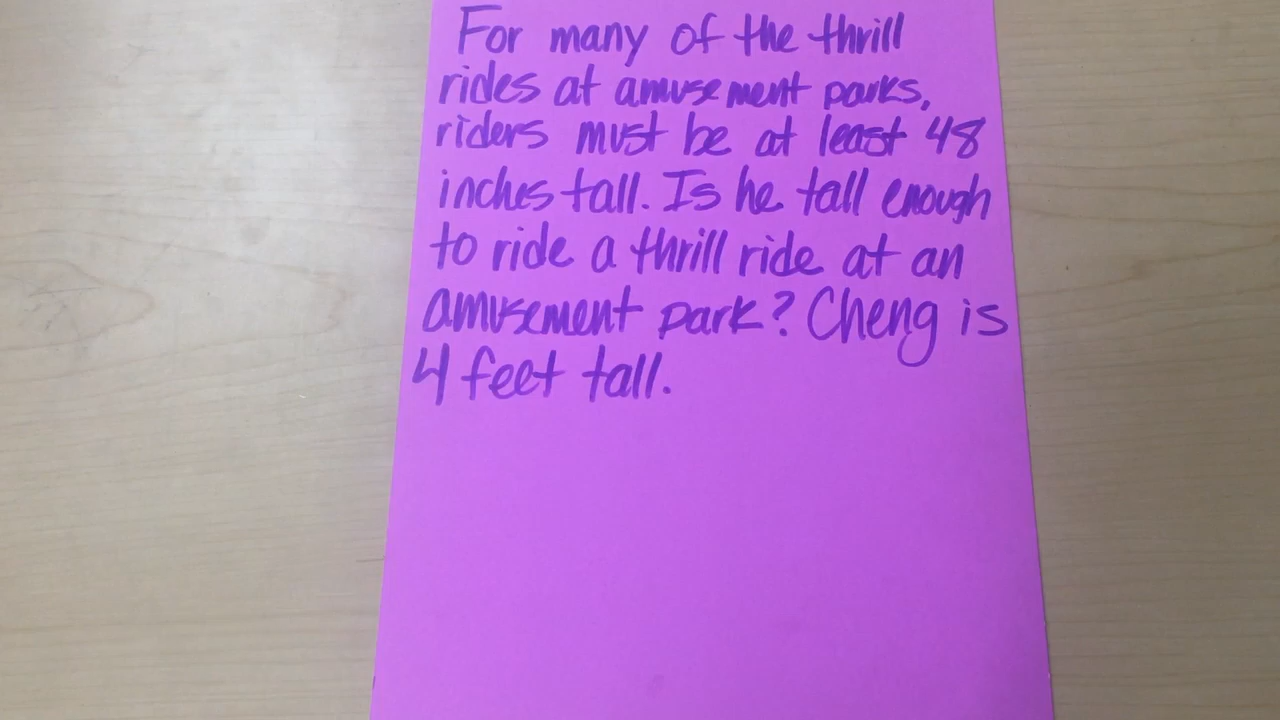 For many of the thrill
rides at amusement parks,
riders must be at least 48
inches tall. Is he tall enough
to ride a thrill ride at an
amusement park? Cheng is
4 feet tall.